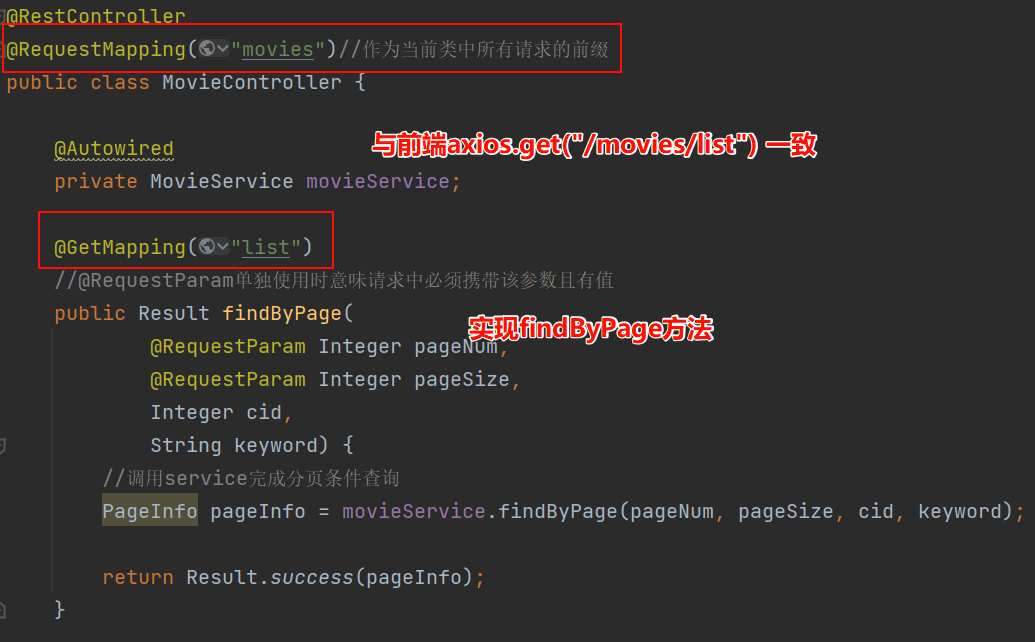 @RestController
@RequestMapping("movies")//作为当前类中所有请求的前缀
public class MovieController {
@Autowired
与前端axios.get("/movies/list") 一致
private MovieService movieService;
@GetMapping("list")
//@RequestParam单独使用时意味请求中必须携带该参数且有值
public Result findByPage(
实现findByPage方法
@RequestParam Integer pageNum,
@RequestParam Integer pageSize,
Integer cid,
String keyword) {
//调用service完成分页条件查询
PageInfo pageInfo = movieService.findByPage(pageNum, pageSize, cid, keyword);
return Result.success(pageInfo);
}